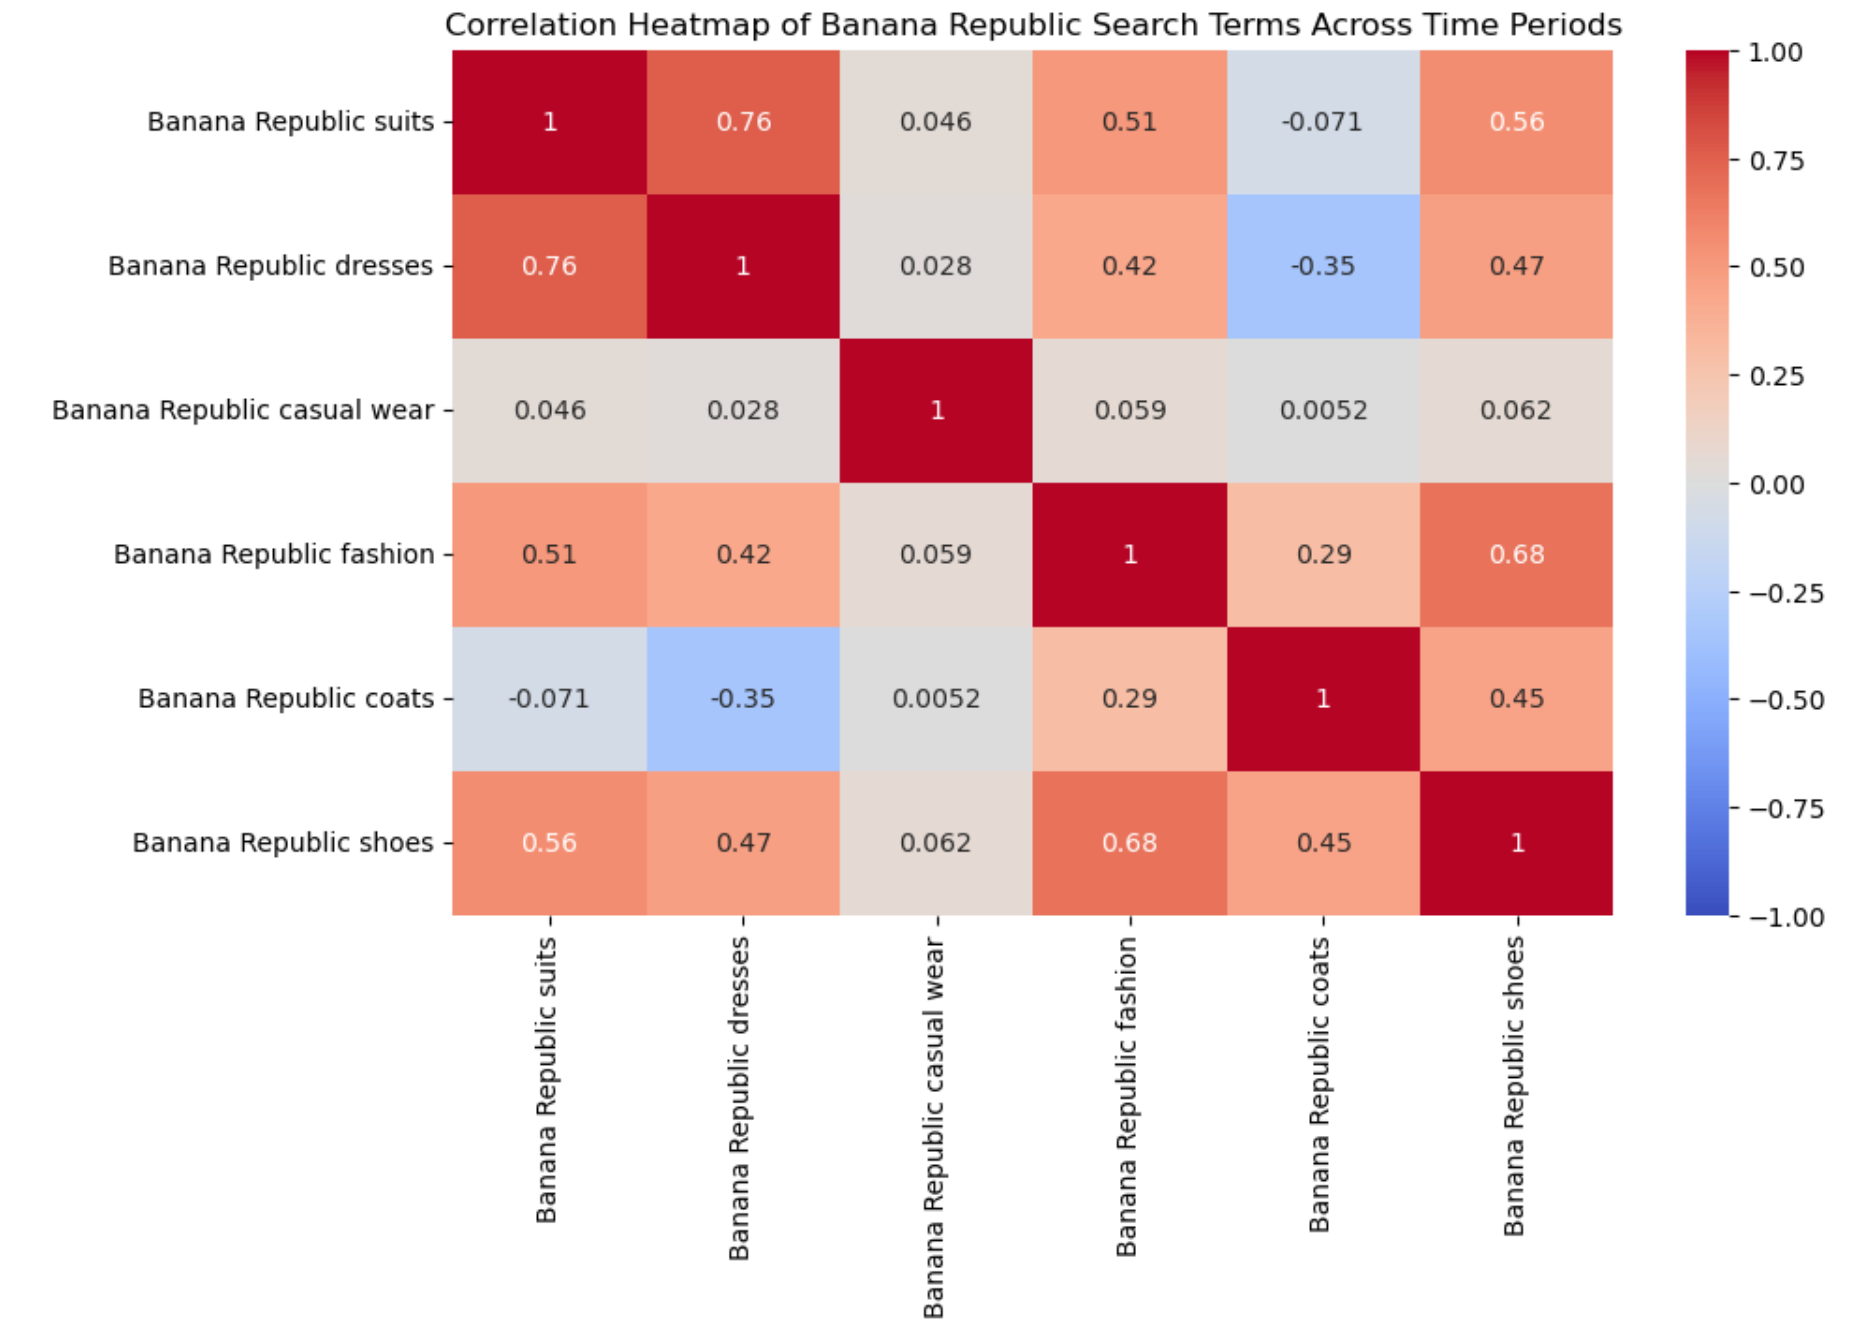 Correlation Heatmap of Banana Republic Search Terms Across Time Periods
Banana Republic suits 1 0.76 0.046 0.51 -0.071 0.56
Banana Republic dresses 0.76 1 0.028 0.42 -0.35 0.47
Banana Republic casual wear 0.046 0.028 1 0.059 0.0052 0.062
Banana Republic fashion 0.51 0.42 0.059 1 0.29 0.68
Banana Republic coats -0.071 -0.35 0.0052 0.29 1 0.45
Banana Republic shoes 0.56 0.47 0.062 0.68 0.45 1
Banana Republic suits
Banana Republic dresses
Banana Republic casual wear
Banana Republic fashion
Banana Republic coats
Banana Republic shoes
1.00
0.75
0.50
0.25
0.00
−0.25
−0.50
−0.75
−1.00